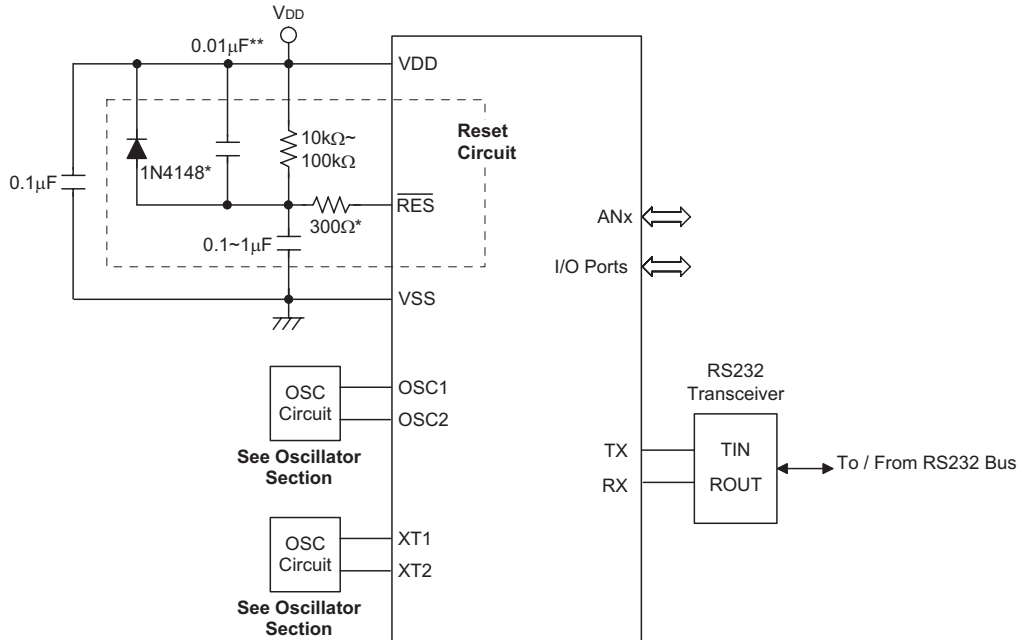 VDD
0.01μF**
VDD
Reset
Circuit
10kΩ~
100kΩ
1N4148*
0.1μF
RES
300Ω*
0.1~1μF
VSS
ANx
I/O Ports
OSC
Circuit
OSC1
OSC2
See Oscillator
Section
RS232
Transceiver
TX
RX
TIN
ROUT
To / From RS232 Bus
OSC
Circuit
XT1
XT2
See Oscillator
Section